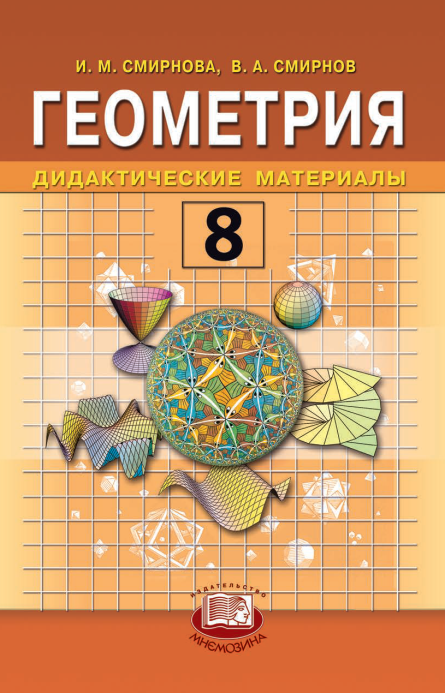 И. М. СМИРНОВА, В. А. СМИРНОВ
ГЕОМЕТРИЯ
ДИДАКТИЧЕСКИЕ МАТЕРИАЛЫ
8
ИЗДАТЕЛЬСТВО
МНЕМОЗИНА